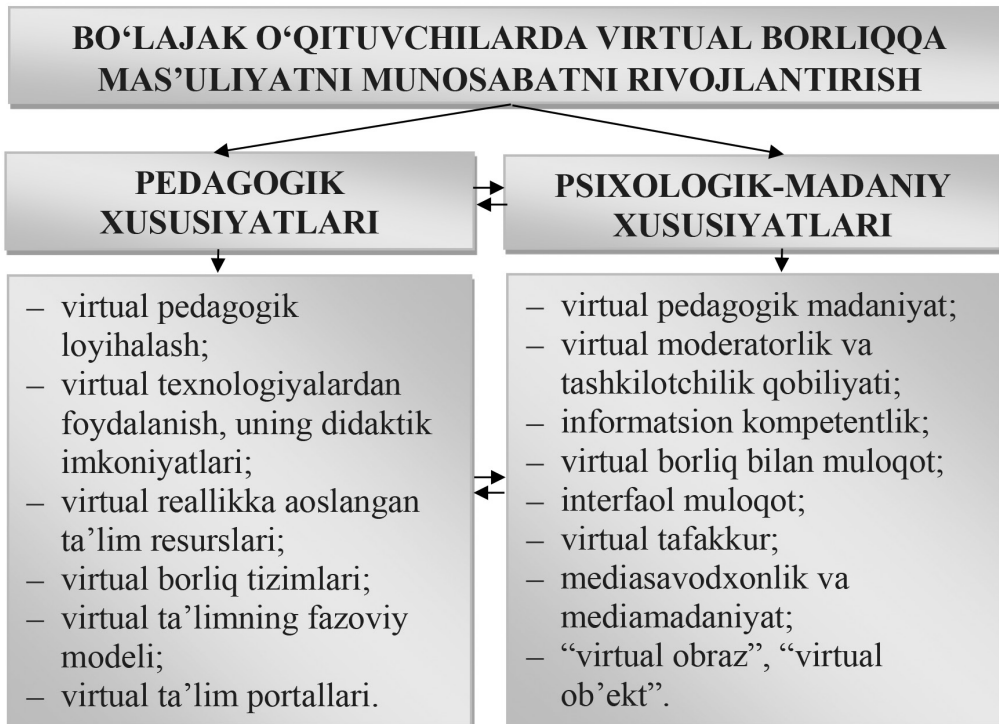 BO‘LAJAK O‘QITUVCHILARDA VIRTUAL BORLIQQA
MAS’ULIYATNI MUNOSABATNI RIVOJLANTIRISH
PEDAGOGIK
XUSUSIYATLARI
PSIXOLOGIK-MADANIY
XUSUSIYATLARI
– virtual pedagogik
loyihalash;
– virtual texnologiyalardan
foydalanish, uning didaktik
imkoniyatlari;
– virtual reallikka aoslangan
ta’lim resurslari;
– virtual borliq tizimlari;
– virtual ta’limning fazoviy
modeli;
– virtual ta’lim portallari.
– virtual pedagogik madaniyat;
– virtual moderatorlik va
tashkilotchilik qobiliyati;
– informatsion kompetentlik;
– virtual borliq bilan muloqot;
– interfaol muloqot;
– virtual tafakkur;
– mediasavodxonlik va
mediamadaniyat;
– “virtual obraz”, “virtual
ob’ekt”.